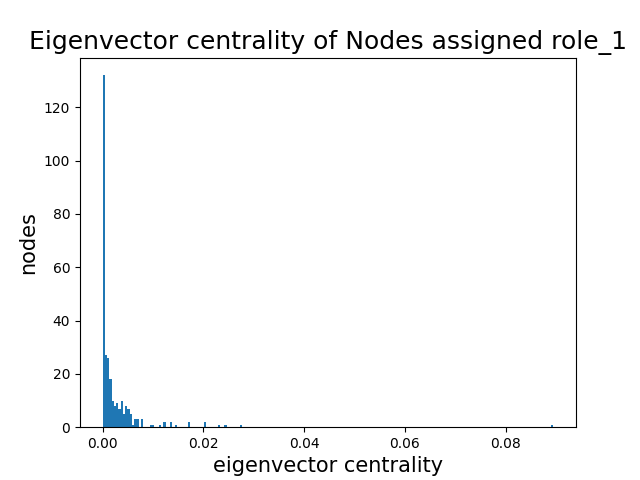 Eigenvector centrality of Nodes assigned role_1
nodes
120
100
80
60
40
20
0
0.00 0.02 0.04 0.06 0.08
eigenvector centrality